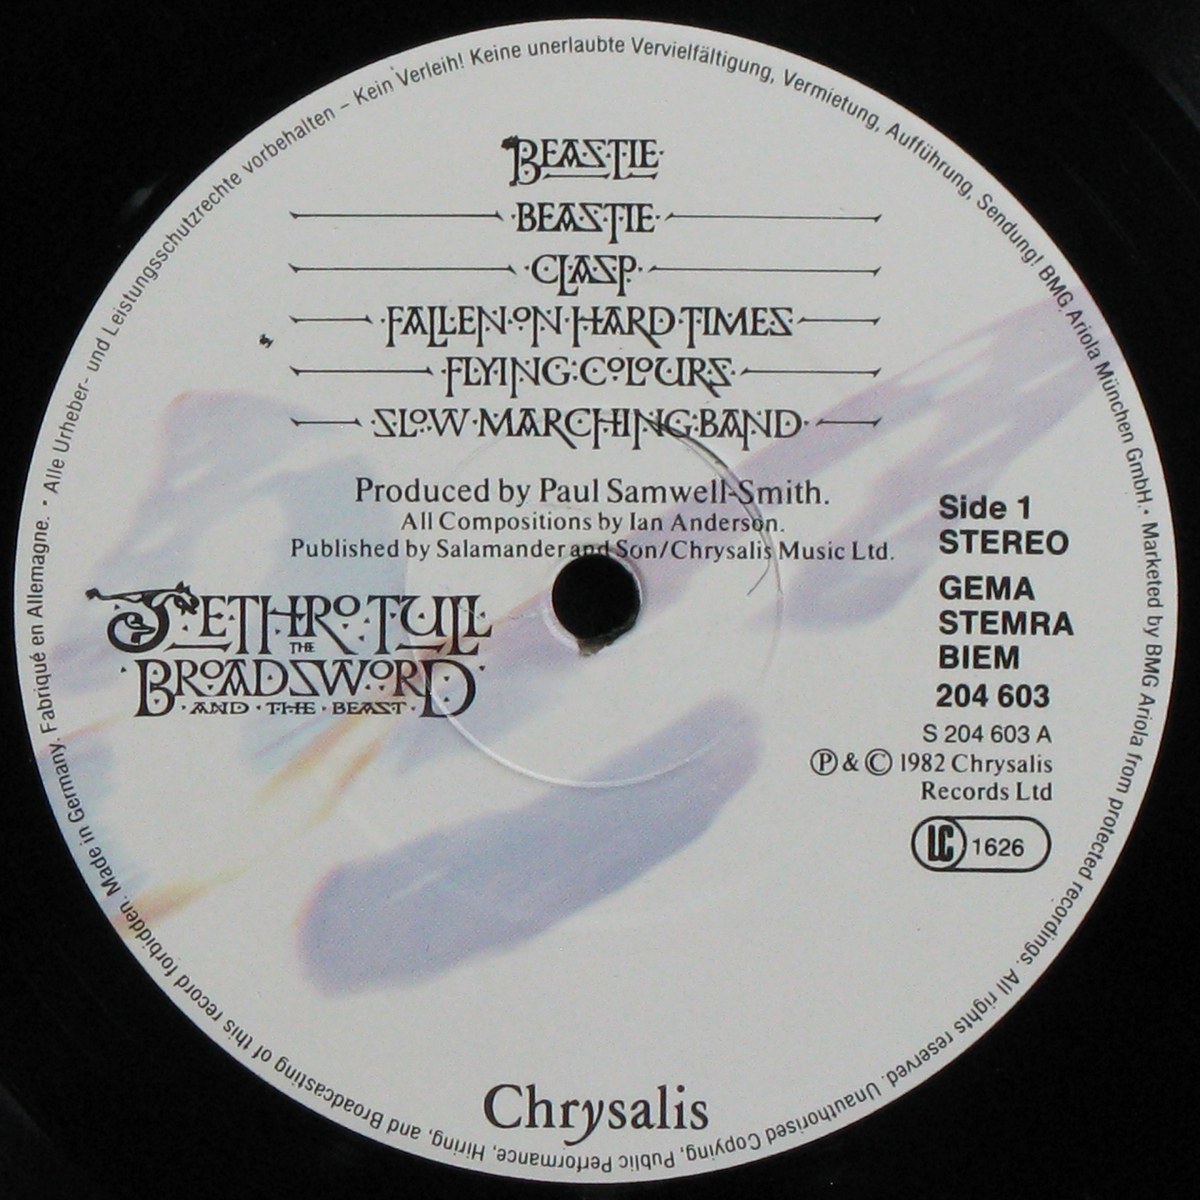 BEASTIE
·BEASTIE·
·CLASP·
·FALLEN·ON·HARD·TIMES·
·FLYING·COLOURS·
·SLOW·MARCHING·BAND·
Produced by Paul Samwell-Smith.
All Compositions by Ian Anderson.
Published by Salamander and Son/Chrysalis Music Ltd.
JETHRO TULL
THE
·BROADSWORD·
·AND·THE·BEAST·
Side 1
STEREO
GEMA
STEMRA
BIEM
204 603
S 204 603 A
Ⓟ & © 1982 Chrysalis
Records Ltd
LC 1626
Chrysalis
· Alle Urheber- und Leistungsschutzrechte vorbehalten – Kein Verleih! Keine unerlaubte Vervielfältigung, Vermietung, Aufführung, Sendung! BMG Ariola München GmbH. · Marketed by BMG Ariola from protected recordings. All rights reserved. Unauthorised Copying, Public Performance, Hiring, and Broadcasting of this record forbidden. Made in Germany. Fabriqué en Allemagne.